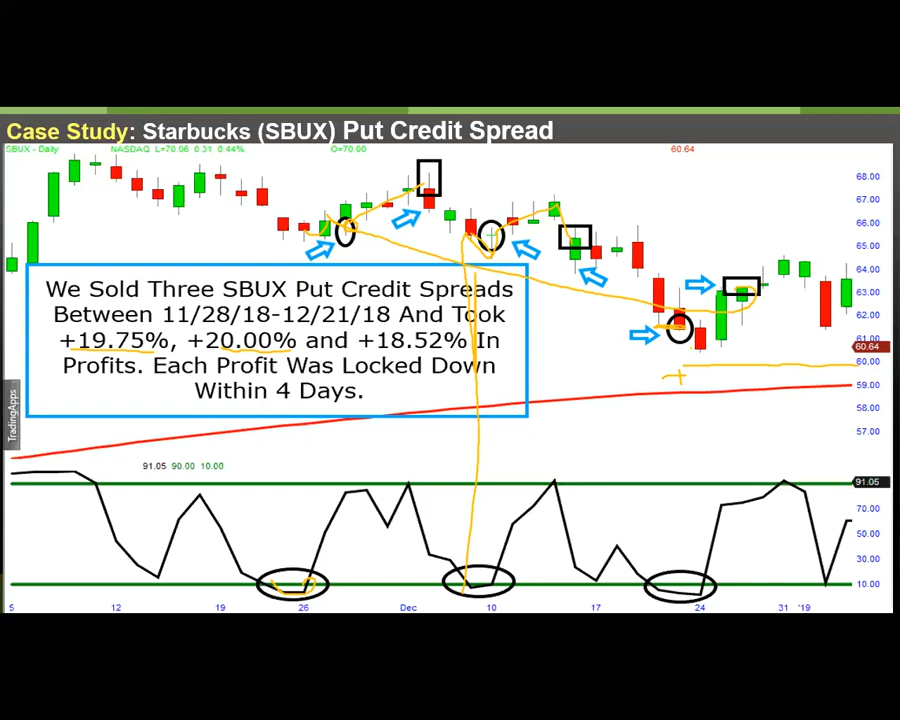 Case Study: Starbucks (SBUX) Put Credit Spread
SBUX - Daily NASDAQ L=70.06 0.31 0.44% O=70.00 60.64
68.00
67.00
66.00
65.00
64.00
63.00
62.00
61.00
60.64
60.00
59.00
58.00
57.00
We Sold Three SBUX Put Credit Spreads
Between 11/28/18-12/21/18 And Took
+19.75%, +20.00% and +18.52% In
Profits. Each Profit Was Locked Down
Within 4 Days.
TradingApps
91.05 90.00 10.00
91.05
70.00
50.00
30.00
10.00
5 12 19 26 Dec 10 17 24 31 '19